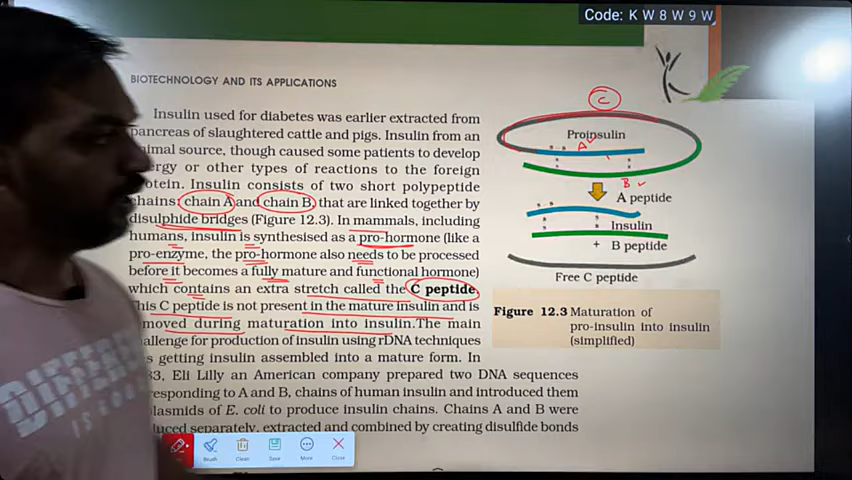 Code: K W 8 W 9 W
BIOTECHNOLOGY AND ITS APPLICATIONS
Insulin used for diabetes was earlier extracted from
pancreas of slaughtered cattle and pigs. Insulin from an
imal source, though caused some patients to develop
ergy or other types of reactions to the foreign
otein. Insulin consists of two short polypeptide
chains: chain A and chain B, that are linked together by
disulphide bridges (Figure 12.3). In mammals, including
humans, insulin is synthesised as a pro-hormone (like a
pro-enzyme, the pro-hormone also needs to be processed
before it becomes a fully mature and functional hormone)
which contains an extra stretch called the C peptide.
This C peptide is not present in the mature insulin and is
moved during maturation into insulin.The main
allenge for production of insulin using rDNA techniques
s getting insulin assembled into a mature form. In
83, Eli Lilly an American company prepared two DNA sequences
responding to A and B, chains of human insulin and introduced them
plasmids of E. coli to produce insulin chains. Chains A and B were
uced separately, extracted and combined by creating disulfide bonds
C
Proinsulin
A
B
A peptide
Insulin
+ B peptide
Free C peptide
Figure 12.3 Maturation of
pro-insulin into insulin
(simplified)
Brush
Clean
Save
More
Close